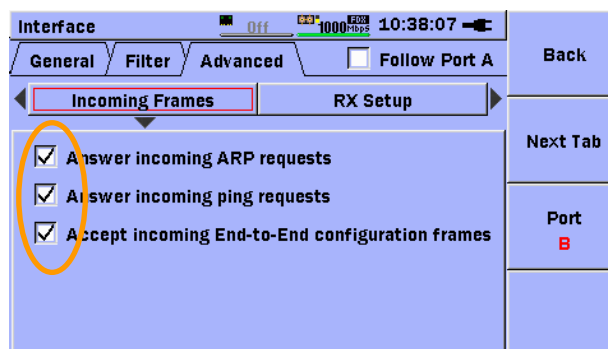 Interface Off 1000 FDX Mbps 10:38:07
General Filter Advanced Follow Port A
Back
Incoming Frames RX Setup
Next Tab
Answer incoming ARP requests
Answer incoming ping requests
Port
B
Accept incoming End-to-End configuration frames